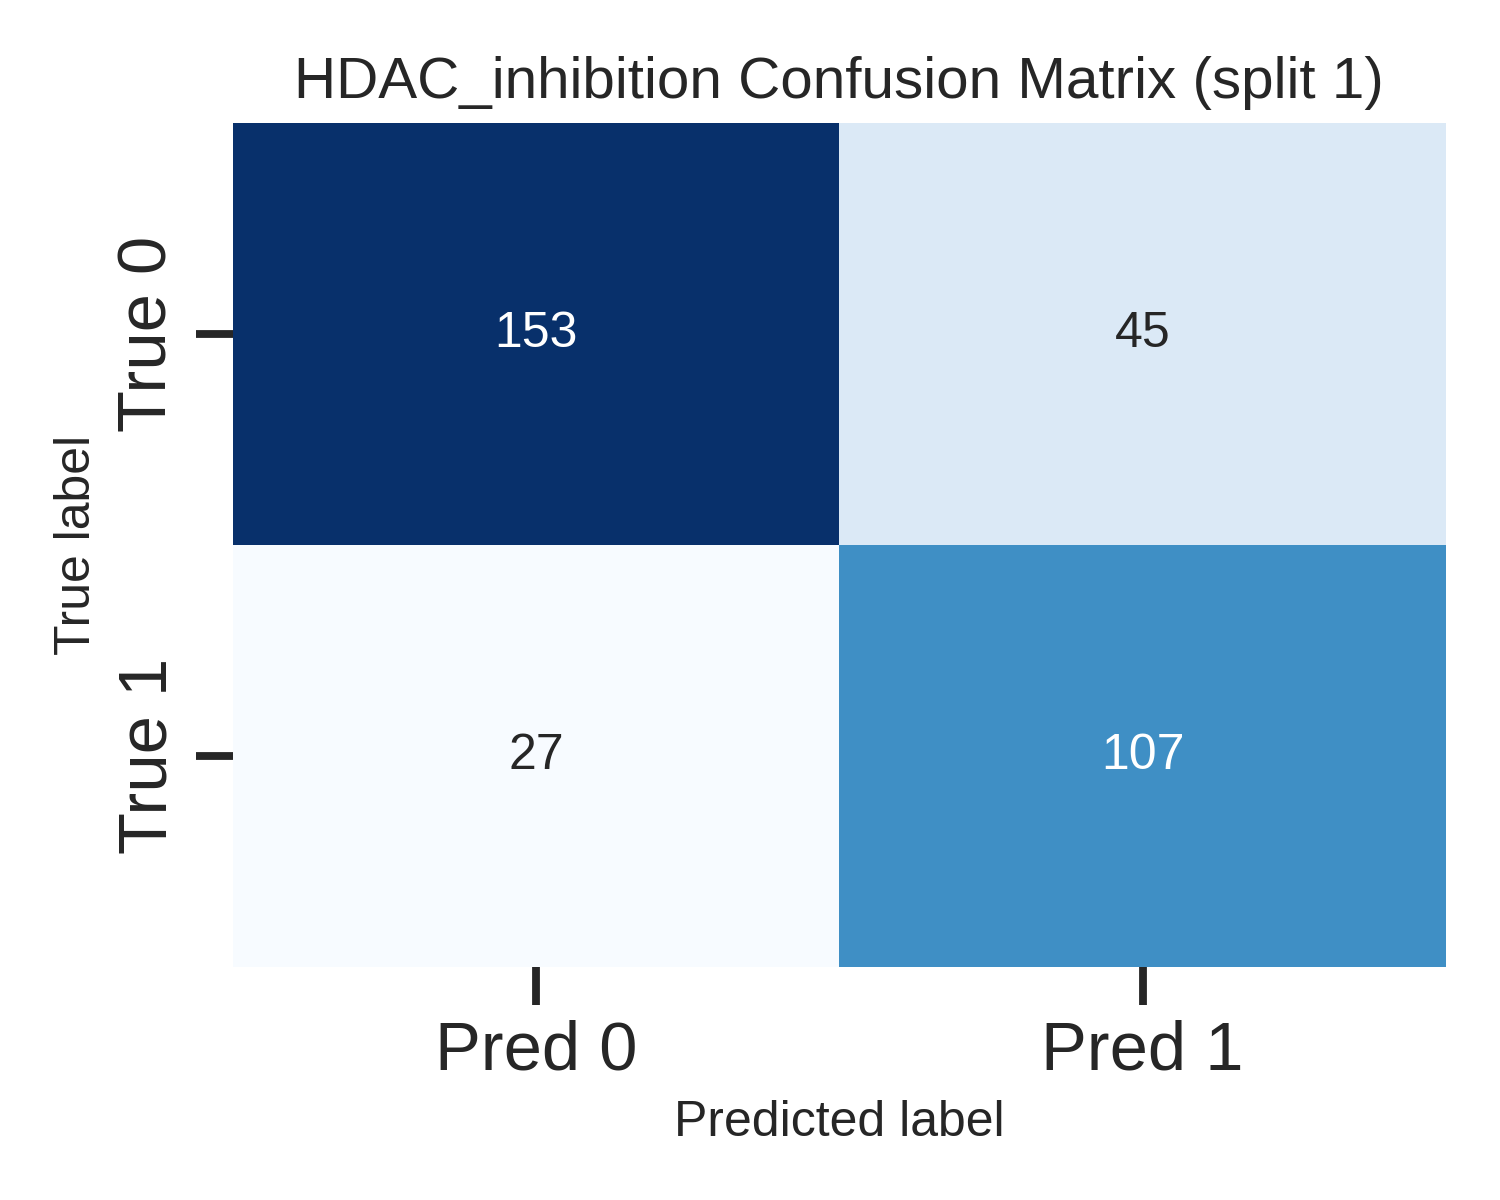 HDAC_inhibition Confusion Matrix (split 1)
True label
True 0
153
45
True 1
27
107
Pred 0
Pred 1
Predicted label